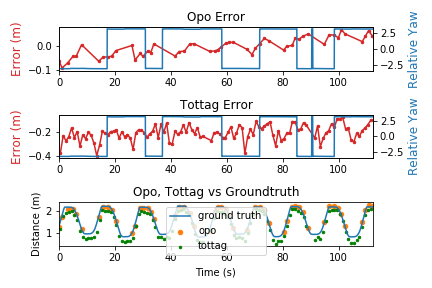 Opo Error
Error (m)
0.0
−0.1
2.5
0.0
−2.5
Relative Yaw
0 20 40 60 80 100
Tottag Error
Error (m)
−0.2
−0.4
2.5
0.0
−2.5
Relative Yaw
0 20 40 60 80 100
Opo, Tottag vs Groundtruth
Distance (m)
2
1
ground truth
opo
tottag
0 20 40 60 80 100
Time (s)